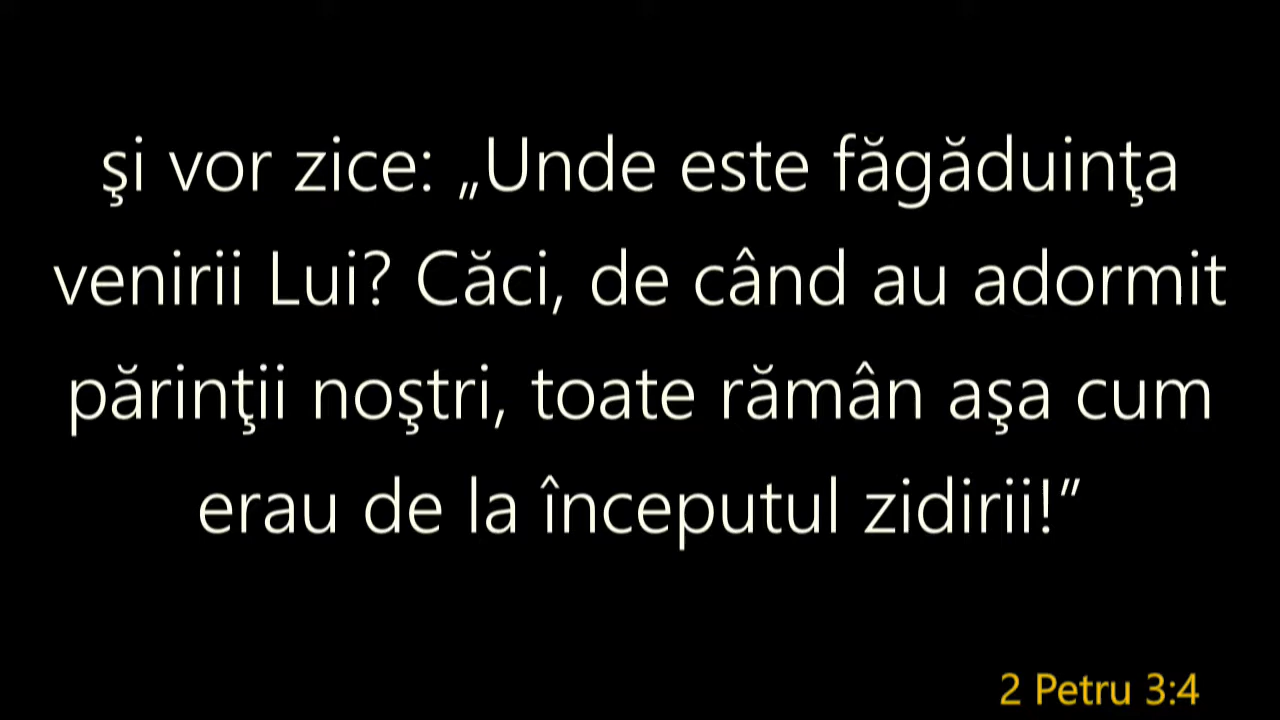 şi vor zice: „Unde este făgăduinţa
venirii Lui? Căci, de când au adormit
părinţii noştri, toate rămân aşa cum
erau de la începutul zidirii!”
2 Petru 3:4